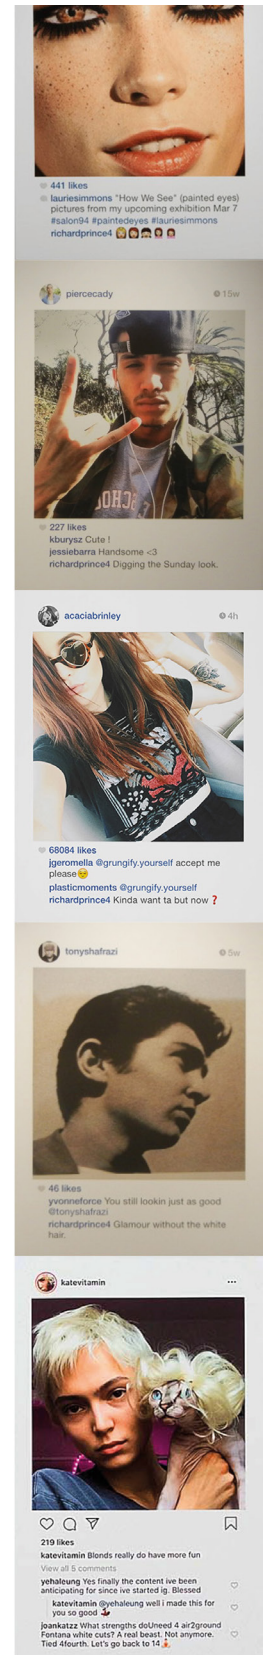 441 likes
lauriesimmons "How We See" (painted eyes)
pictures from my upcoming exhibition Mar 7
#salon94 #paintedeyes #lauriesimmons
richardprince4 👩👩👩👩👩
piercecady 15w
SCHO
227 likes
kburysz Cute !
jessiebarra Handsome <3
richardprince4 Digging the Sunday look.
acaciabrinley 4h
68084 likes
jgeromella @grungify.yourself accept me
please😔
plasticmoments @grungify.yourself
richardprince4 Kinda want ta but now ❓
tonyshafrazi 5w
46 likes
yvonneforce You still lookin just as good
@tonyshafrazi
richardprince4 Glamour without the white
hair.
katevitamin ...
219 likes
katevitamin Blonds really do have more fun
View all 5 comments
yehaleung Yes finally the content ive been
anticipating for since ive started ig. Blessed
katevitamin @yehaleung well i made this for
you so good 💄
joankatzz What strengths doUneed 4 air2ground
Fontana white cuts? A real beast. Not anymore.
Tied 4fourth. Let's go back to 14